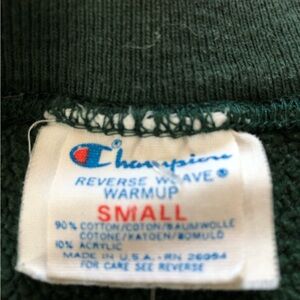 Champion
REVERSE WEAVE®
WARMUP
SMALL
90% COTTON/COTON/BAUMWOLLE
COTONE/KATOEN/BOMULD
10% ACRYLIC
MADE IN U.S.A.-RN 26094
FOR CARE SEE REVERSE